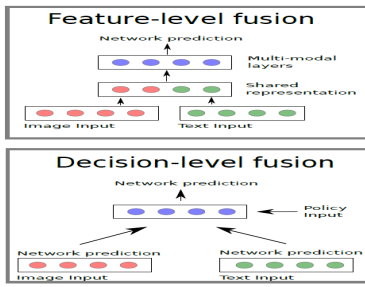 Feature-level fusion
Network prediction
Multi-modal
layers
Shared
representation
Image Input
Text Input
Decision-level fusion
Network prediction
Policy
Input
Network prediction
Network prediction
Image Input
Text Input